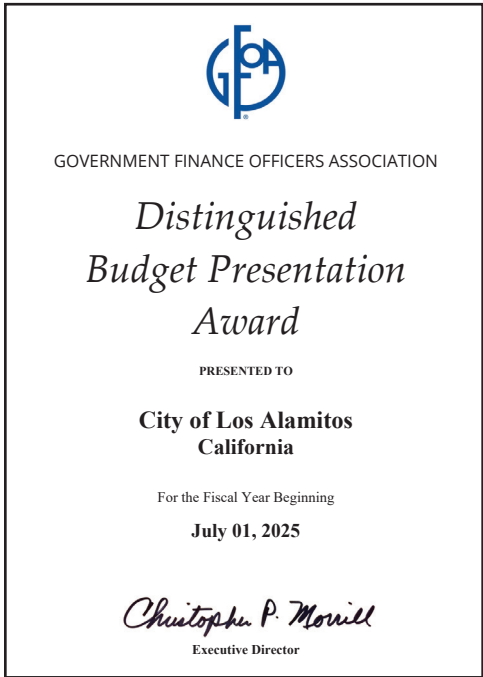 GFOA
®
GOVERNMENT FINANCE OFFICERS ASSOCIATION
Distinguished
Budget Presentation
Award
PRESENTED TO
City of Los Alamitos
California
For the Fiscal Year Beginning
July 01, 2025
Christopher P. Morrill
Executive Director